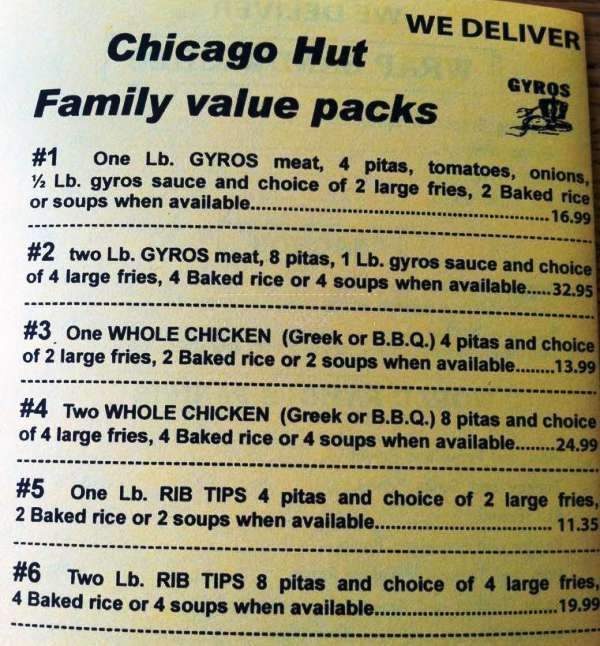 WE DELIVER
Chicago Hut
Family value packs
GYROS
#1 One Lb. GYROS meat, 4 pitas, tomatoes, onions,
½ Lb. gyros sauce and choice of 2 large fries, 2 Baked rice
or soups when available.......................................................16.99
#2 two Lb. GYROS meat, 8 pitas, 1 Lb. gyros sauce and choice
of 4 large fries, 4 Baked rice or 4 soups when available.....32.95
#3 One WHOLE CHICKEN (Greek or B.B.Q.) 4 pitas and choice
of 2 large fries, 2 Baked rice or 2 soups when available........13.99
#4 Two WHOLE CHICKEN (Greek or B.B.Q.) 8 pitas and choice
of 4 large fries, 4 Baked rice or 4 soups when available........24.99
#5 One Lb. RIB TIPS 4 pitas and choice of 2 large fries,
2 Baked rice or 2 soups when available.................................. 11.35
#6 Two Lb. RIB TIPS 8 pitas and choice of 4 large fries,
4 Baked rice or 4 soups when available...................................19.99